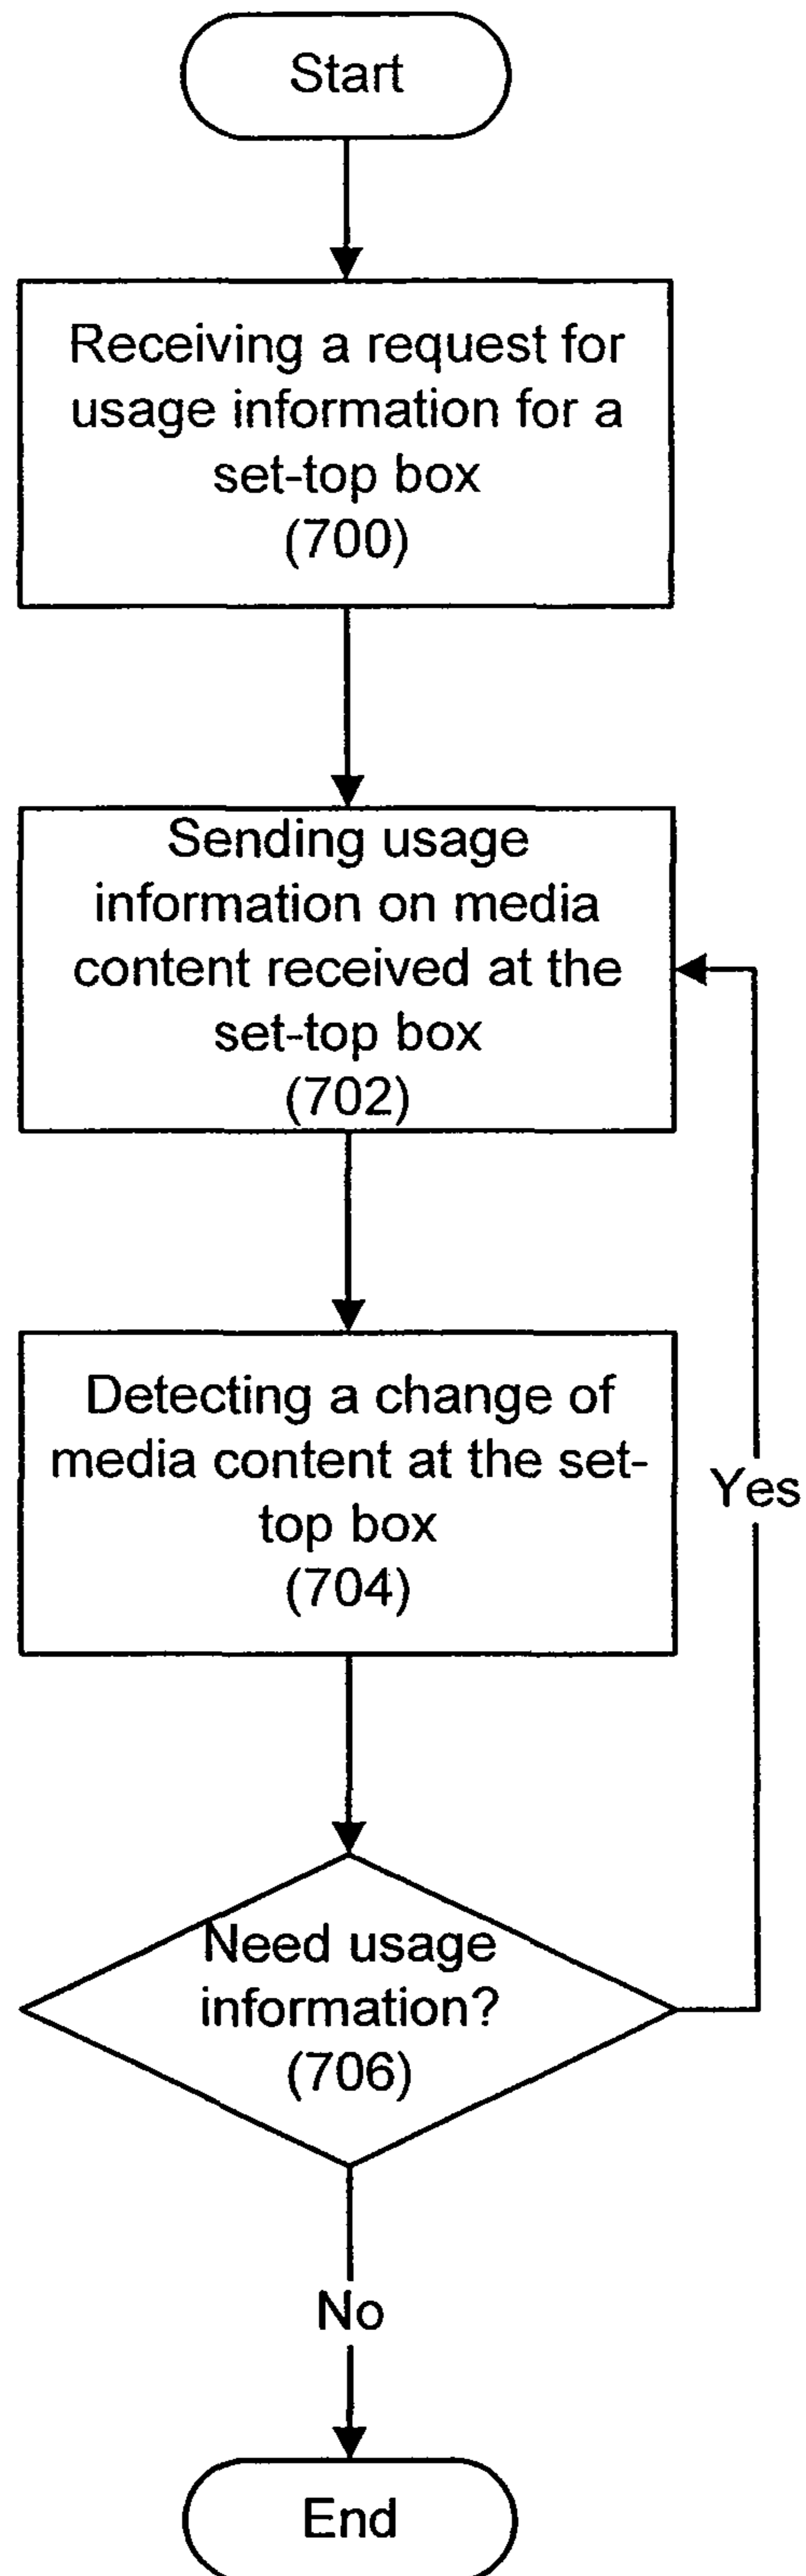 Start
Receiving a request for
usage information for a
set-top box
(700)
Sending usage
information on media
content received at the
set-top box
(702)
Detecting a change of
media content at the set-
top box
(704)
Yes
Need usage
information?
(706)
No
End